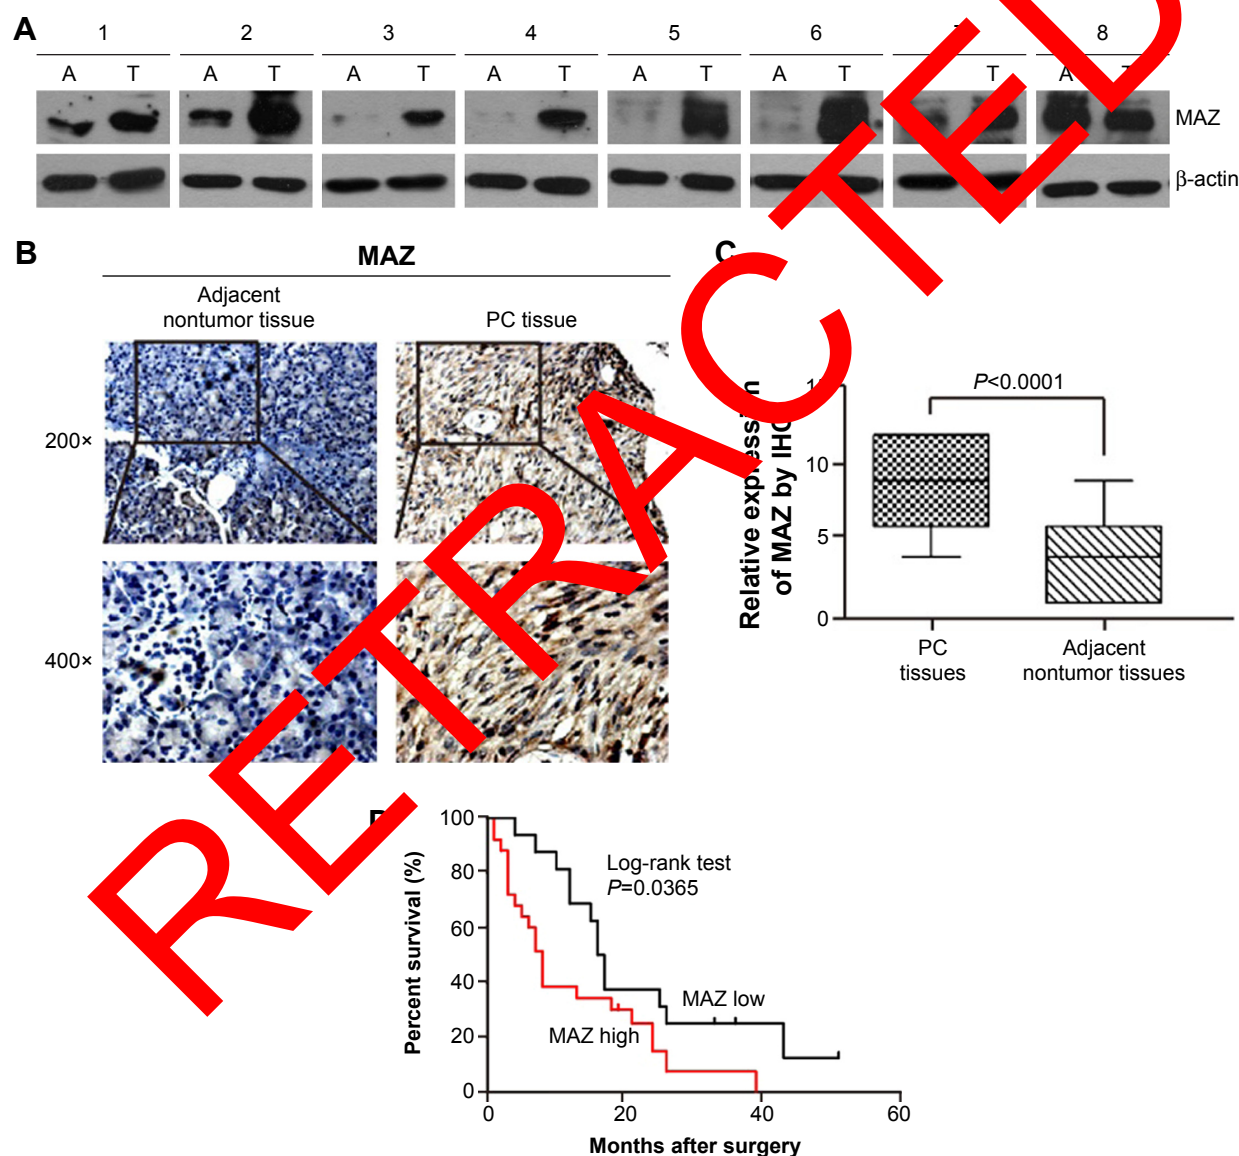 A
1 2 3 4 5 6 8
A T A T A T A T A T A T T A T
MAZ
β-actin
B
MAZ
Adjacent
nontumor tissue
PC tissue
200×
400×
C
Relative expression
of MAZ by IHC
P<0.0001
10
5
0
PC
tissues
Adjacent
nontumor tissues
RETRACTED
100
80
60
40
20
0
Percent survival (%)
Log-rank test
P=0.0365
MAZ low
MAZ high
0 20 40 60
Months after surgery